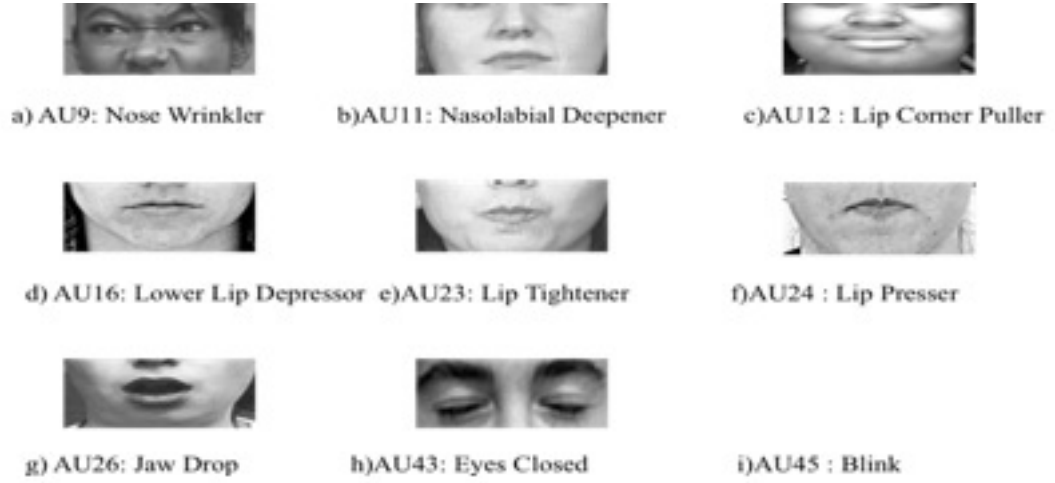 a) AU9: Nose Wrinkler
b)AU11: Nasolabial Deepener
c)AU12 : Lip Corner Puller
d) AU16: Lower Lip Depressor
e)AU23: Lip Tightener
f)AU24 : Lip Presser
g) AU26: Jaw Drop
h)AU43: Eyes Closed
i)AU45 : Blink